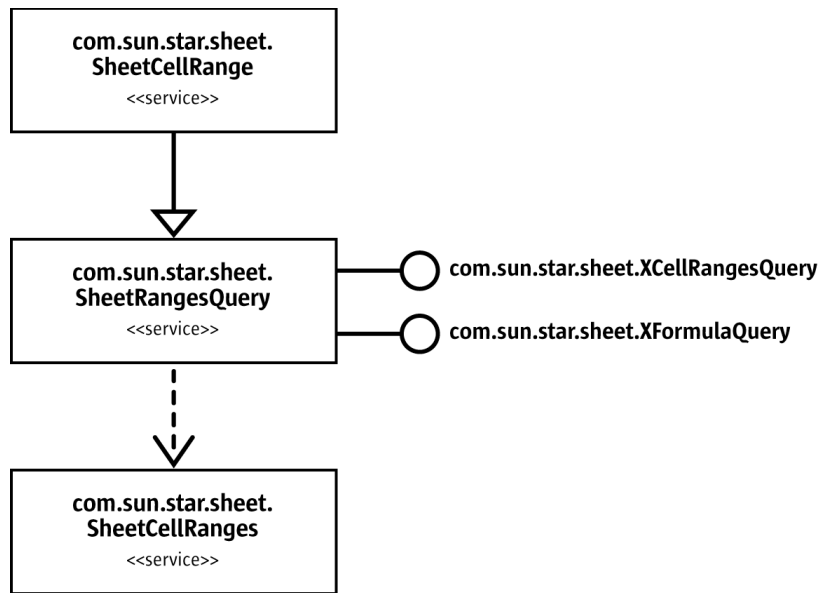 com.sun.star.sheet.
SheetCellRange
<<service>>
com.sun.star.sheet.
SheetRangesQuery
<<service>>
com.sun.star.sheet.XCellRangesQuery
com.sun.star.sheet.XFormulaQuery
com.sun.star.sheet.
SheetCellRanges
<<service>>